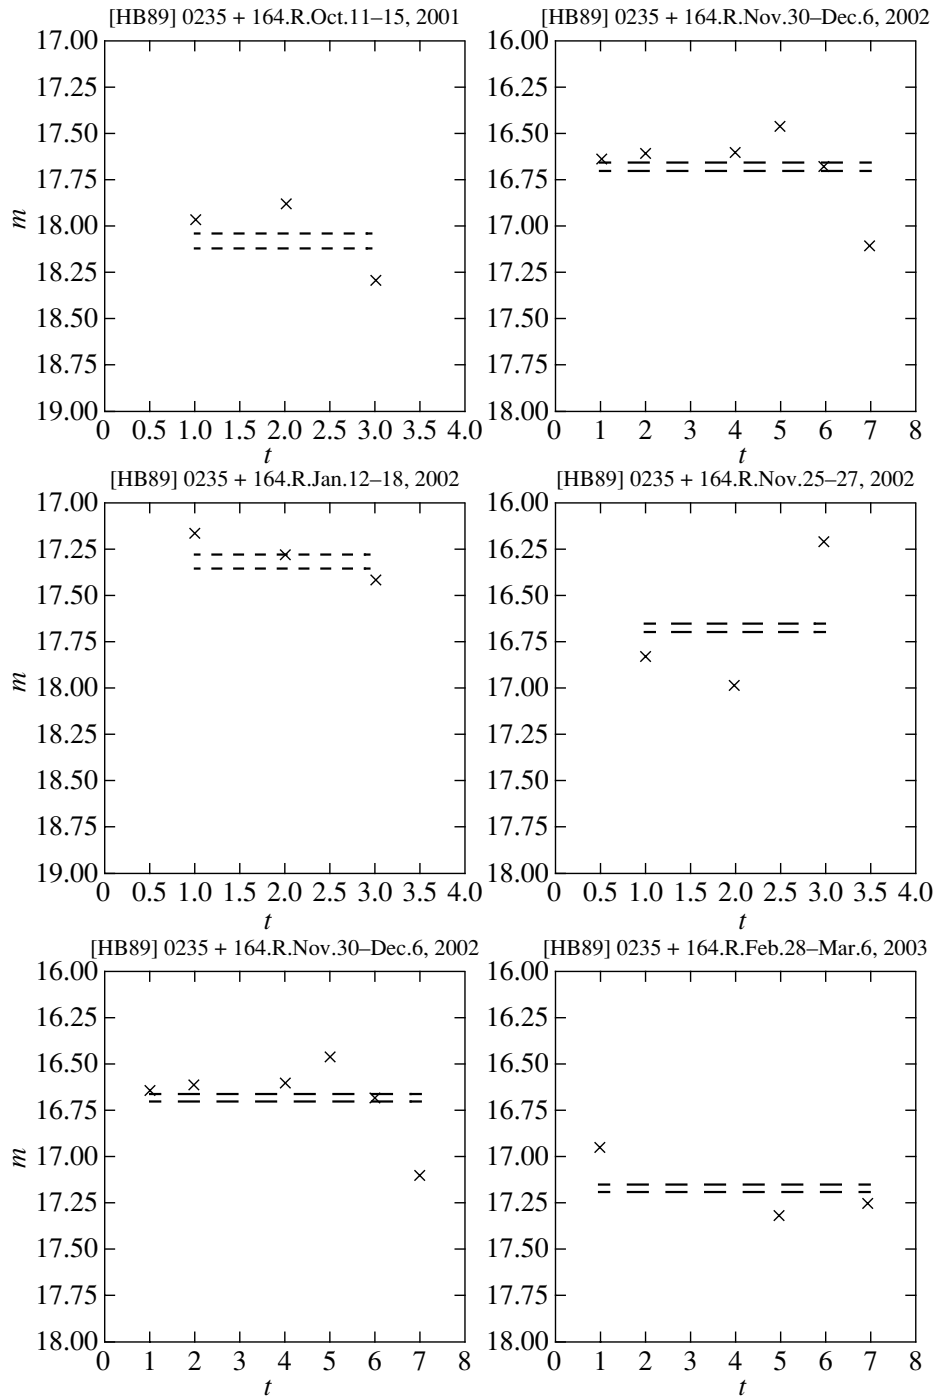 [HB89] 0235 + 164.R.Oct.11–15, 2001
17.00
17.25
17.50
17.75
18.00
18.25
18.50
18.75
19.00
m
0 0.5 1.0 1.5 2.0 2.5 3.0 3.5 4.0
t
[HB89] 0235 + 164.R.Nov.30–Dec.6, 2002
16.00
16.25
16.50
16.75
17.00
17.25
17.50
17.75
18.00
0 1 2 3 4 5 6 7 8
t
[HB89] 0235 + 164.R.Jan.12–18, 2002
17.00
17.25
17.50
17.75
18.00
18.25
18.50
18.75
19.00
m
0 0.5 1.0 1.5 2.0 2.5 3.0 3.5 4.0
t
[HB89] 0235 + 164.R.Nov.25–27, 2002
16.00
16.25
16.50
16.75
17.00
17.25
17.50
17.75
18.00
0 0.5 1.0 1.5 2.0 2.5 3.0 3.5 4.0
t
[HB89] 0235 + 164.R.Nov.30–Dec.6, 2002
16.00
16.25
16.50
16.75
17.00
17.25
17.50
17.75
18.00
m
0 1 2 3 4 5 6 7 8
t
[HB89] 0235 + 164.R.Feb.28–Mar.6, 2003
16.00
16.25
16.50
16.75
17.00
17.25
17.50
17.75
18.00
0 1 2 3 4 5 6 7 8
t